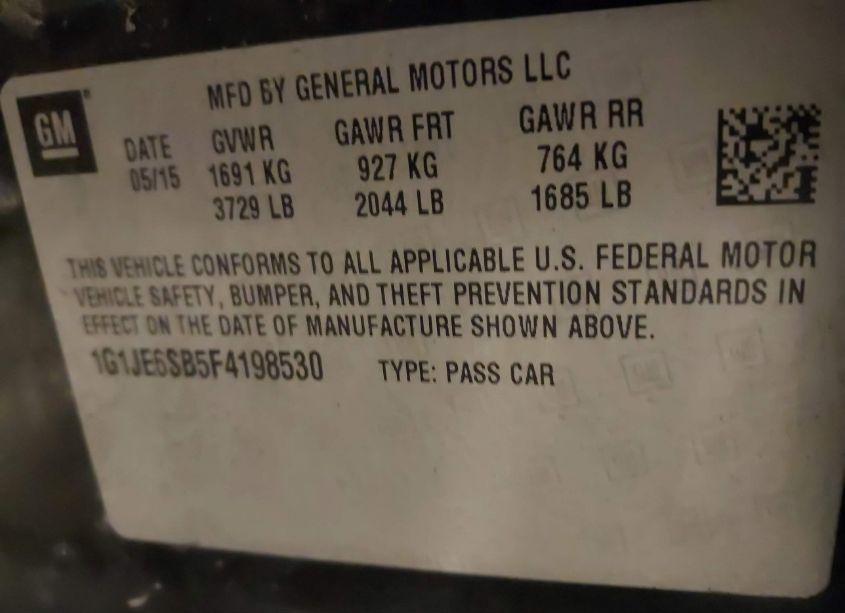 GM
MFD BY GENERAL MOTORS LLC
DATE GVWR GAWR FRT GAWR RR
05/15 1691 KG 927 KG 764 KG
3729 LB 2044 LB 1685 LB
THIS VEHICLE CONFORMS TO ALL APPLICABLE U.S. FEDERAL MOTOR
VEHICLE SAFETY, BUMPER, AND THEFT PREVENTION STANDARDS IN
EFFECT ON THE DATE OF MANUFACTURE SHOWN ABOVE.
1G1JE6SB5F4198530 TYPE: PASS CAR